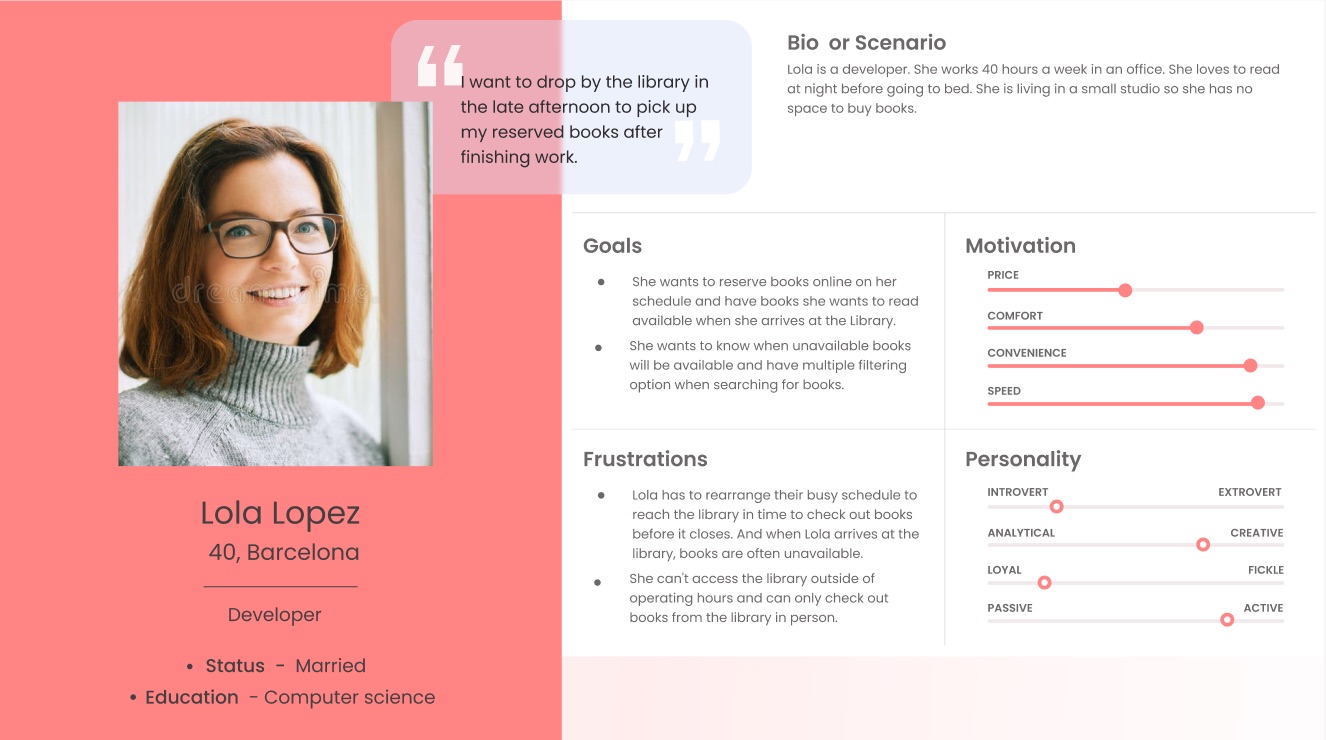 “
I want to drop by the library in
the late afternoon to pick up
my reserved books after
finishing work.
”
dreamstime
Lola Lopez
40, Barcelona
Developer
• Status - Married
• Education - Computer science
Bio or Scenario
Lola is a developer. She works 40 hours a week in an office. She loves to read
at night before going to bed. She is living in a small studio so she has no
space to buy books.
Goals
● She wants to reserve books online on her
schedule and have books she wants to read
available when she arrives at the Library.
● She wants to know when unavailable books
will be available and have multiple filtering
option when searching for books.
Motivation
PRICE
COMFORT
CONVENIENCE
SPEED
Frustrations
● Lola has to rearrange their busy schedule to
reach the library in time to check out books
before it closes. And when Lola arrives at the
library, books are often unavailable.
● She can't access the library outside of
operating hours and can only check out
books from the library in person.
Personality
INTROVERT EXTROVERT
ANALYTICAL CREATIVE
LOYAL FICKLE
PASSIVE ACTIVE